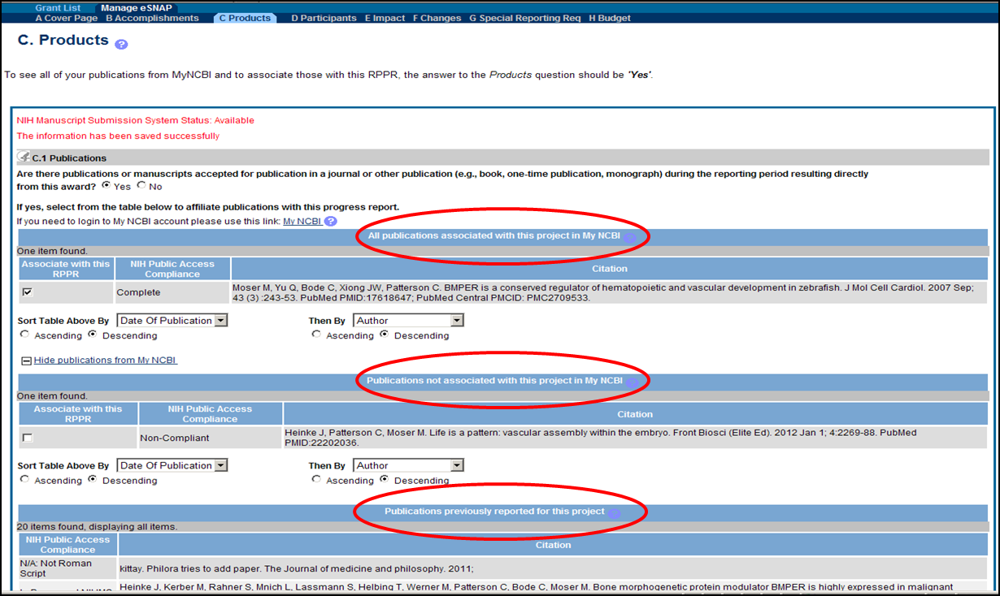 Grant List Manage eSNAP
A Cover Page B Accomplishments C Products D Participants E Impact F Changes G Special Reporting Req H Budget
C. Products ?
To see all of your publications from MyNCBI and to associate those with this RPPR, the answer to the Products question should be 'Yes'.
NIH Manuscript Submission System Status: Available
The information has been saved successfully
C.1 Publications
Are there publications or manuscripts accepted for publication in a journal or other publication (e.g., book, one-time publication, monograph) during the reporting period resulting directly
from this award? Yes No
If yes, select from the table below to affiliate publications with this progress report.
If you need to login to My NCBI account please use this link: My NCBI ?
All publications associated with this project in My NCBI ?
One item found.
Associate with this RPPR NIH Public Access Compliance Citation
Complete Moser M, Yu Q, Bode C, Xiong JW, Patterson C. BMPER is a conserved regulator of hematopoietic and vascular development in zebrafish. J Mol Cell Cardiol. 2007 Sep;
43 (3) :243-53. PubMed PMID:17618647; PubMed Central PMCID: PMC2709533.
Sort Table Above By Date Of Publication Then By Author
Ascending Descending Ascending Descending
Hide publications from My NCBI
Publications not associated with this project in My NCBI ?
One item found.
Associate with this RPPR NIH Public Access Compliance Citation
Non-Compliant Heinke J, Patterson C, Moser M. Life is a pattern: vascular assembly within the embryo. Front Biosci (Elite Ed). 2012 Jan 1; 4:2269-88. PubMed
PMID:22202036.
Sort Table Above By Date Of Publication Then By Author
Ascending Descending Ascending Descending
Publications previously reported for this project ?
20 items found, displaying all items.
NIH Public Access Compliance Citation
N/A: Not Roman Script kittay. Philora tries to add paper. The Journal of medicine and philosophy. 2011;
Heinke J, Kerber M, Rahner S, Mnich L, Lassmann S, Helbing T, Werner M, Patterson C, Bode C, Moser M. Bone morphogenetic protein modulator BMPER is highly expressed in malignant